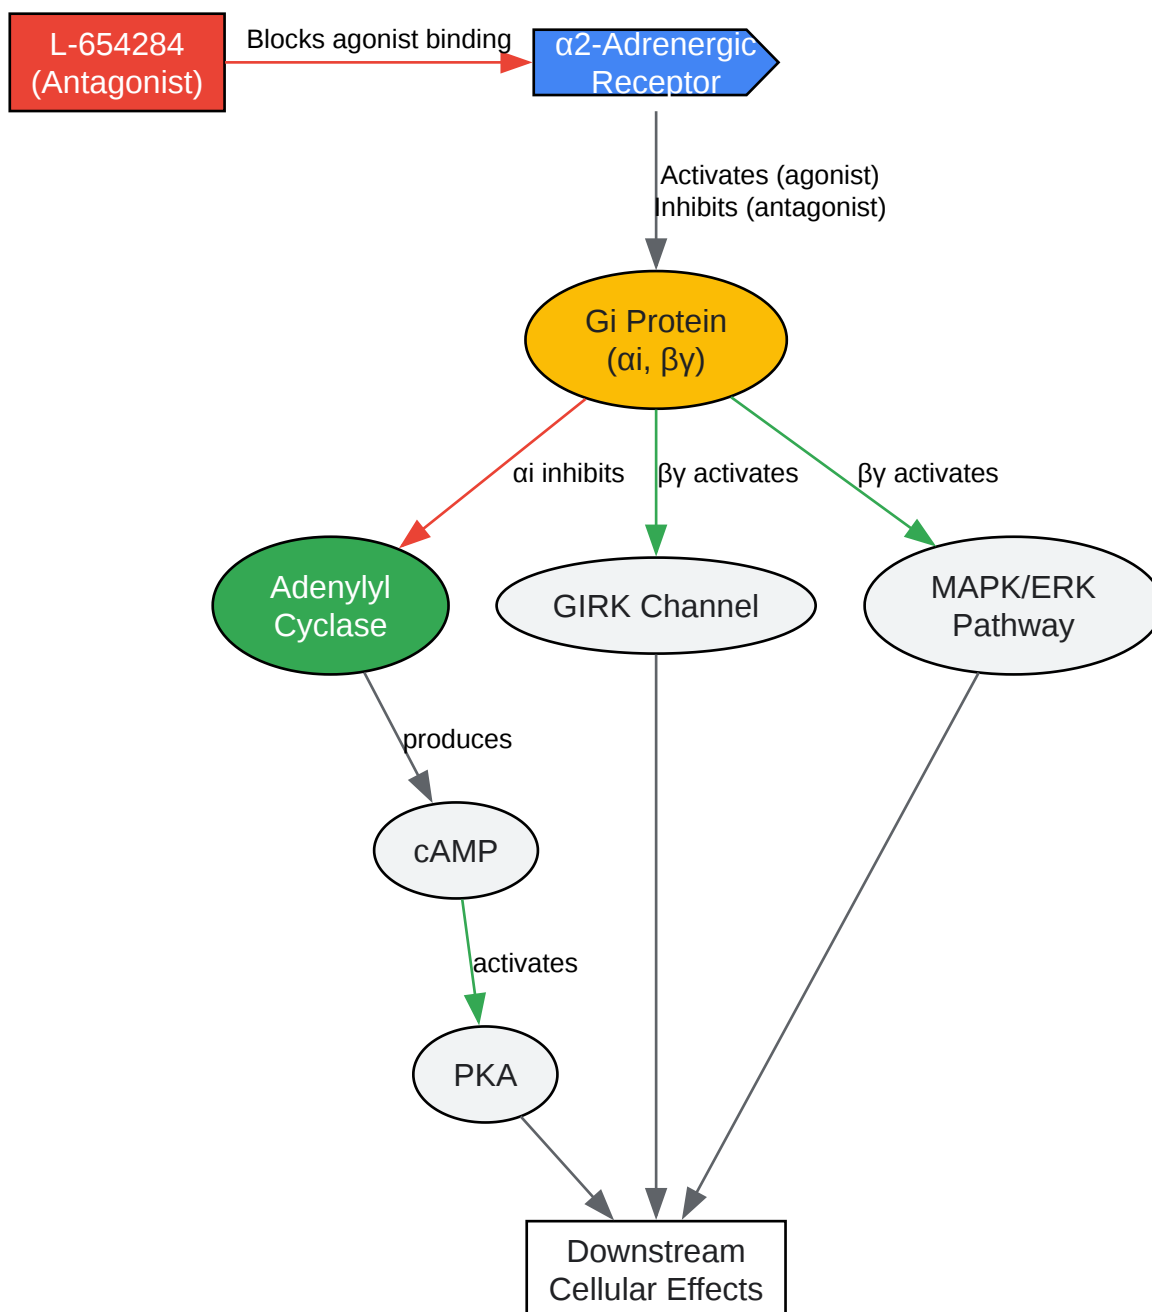 L-654284
(Antagonist)
Blocks agonist binding
α2-Adrenergic
Receptor
Activates (agonist)
Inhibits (antagonist)
Gi Protein
(αi, βγ)
αi inhibits
βγ activates
βγ activates
Adenylyl
Cyclase
GIRK Channel
MAPK/ERK
Pathway
produces
cAMP
activates
PKA
Downstream
Cellular Effects